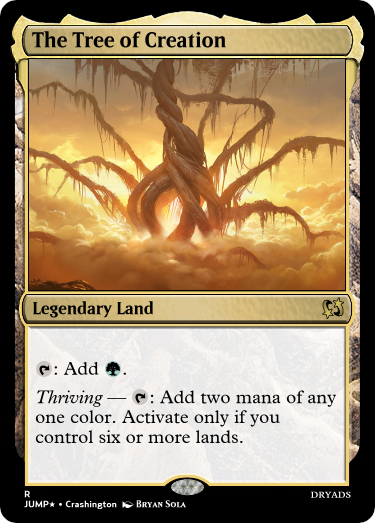 The Tree of Creation
Legendary Land
: Add .
Thriving — : Add two mana of any
one color. Activate only if you
control six or more lands.
R
DRYADS
JUMP★ • Crashington Bryan Sola